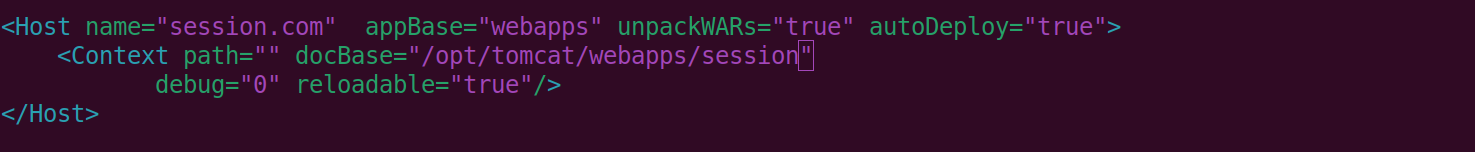 <Host name="session.com"  appBase="webapps" unpackWARs="true" autoDeploy="true">
    <Context path="" docBase="/opt/tomcat/webapps/session"
           debug="0" reloadable="true"/>
</Host>